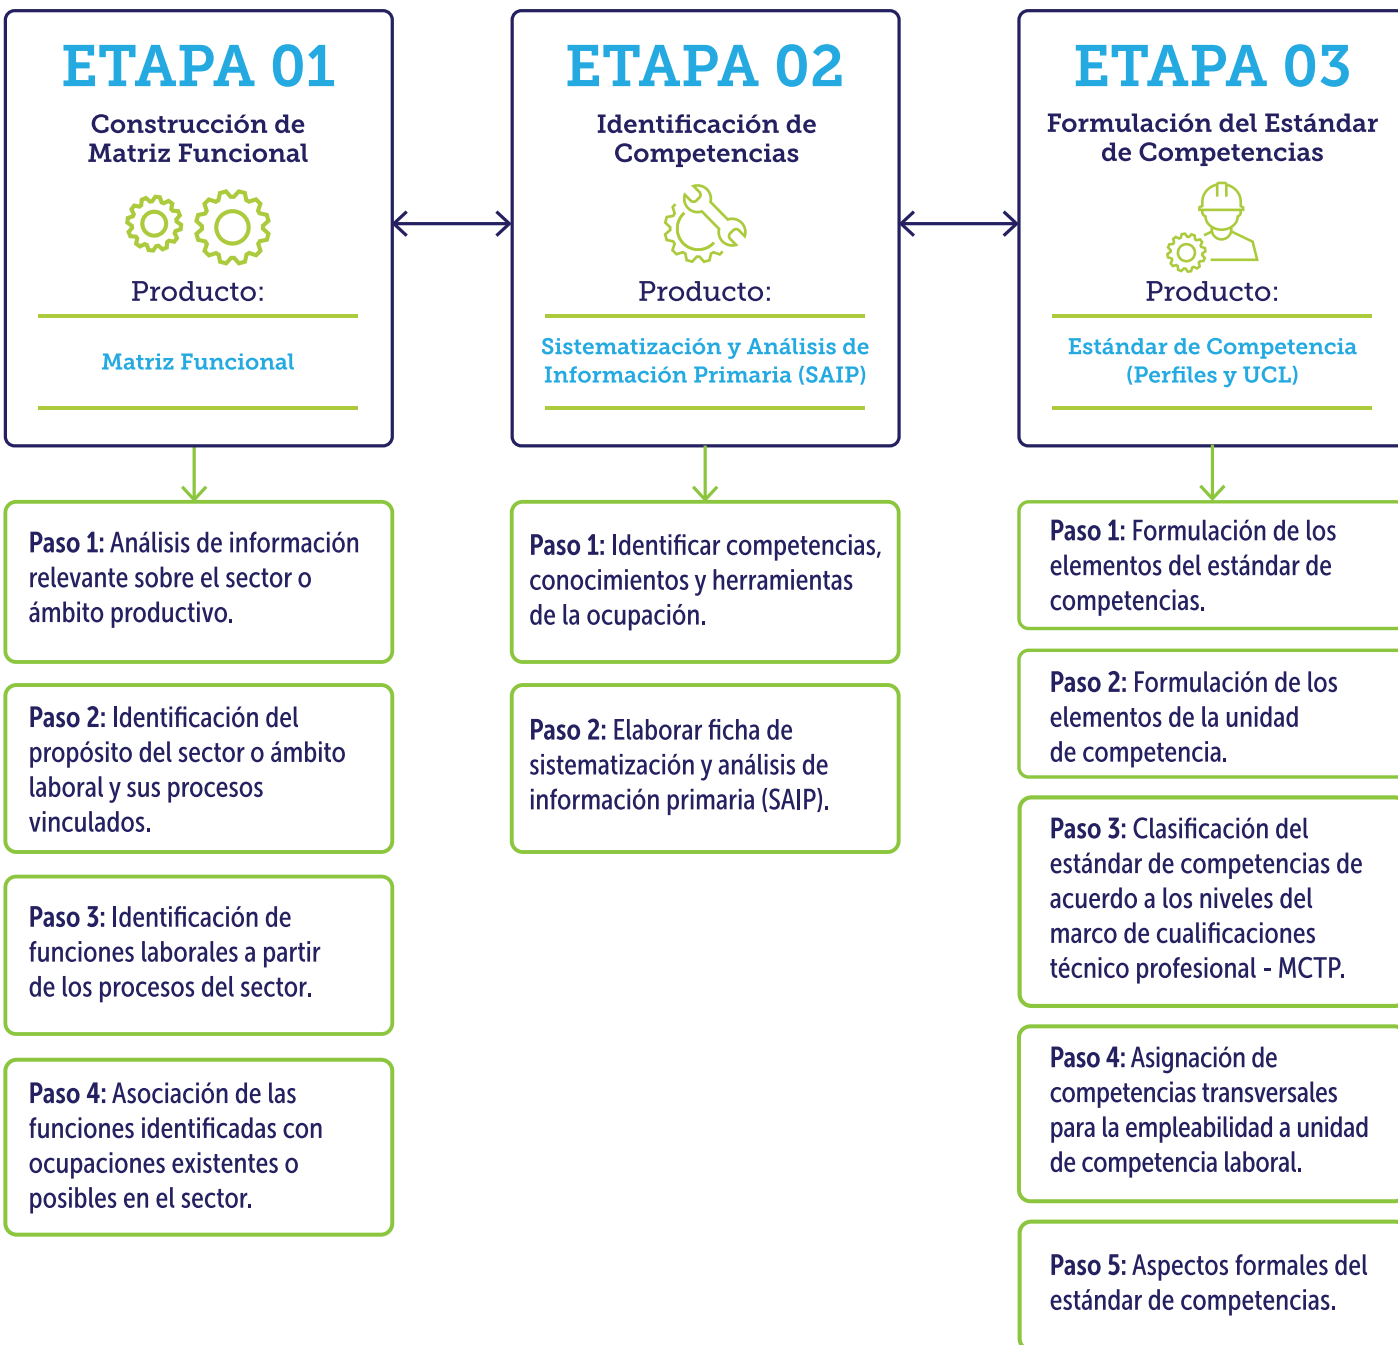 ETAPA 01
Construcción de
Matriz Funcional
Producto:
Matriz Funcional
Paso 1: Análisis de información
relevante sobre el sector o
ámbito productivo.
Paso 2: Identificación del
propósito del sector o ámbito
laboral y sus procesos
vinculados.
Paso 3: Identificación de
funciones laborales a partir
de los procesos del sector.
Paso 4: Asociación de las
funciones identificadas con
ocupaciones existentes o
posibles en el sector.
ETAPA 02
Identificación de
Competencias
Producto:
Sistematización y Análisis de
Información Primaria (SAIP)
Paso 1: Identificar competencias,
conocimientos y herramientas
de la ocupación.
Paso 2: Elaborar ficha de
sistematización y análisis de
información primaria (SAIP).
ETAPA 03
Formulación del Estándar
de Competencias
Producto:
Estándar de Competencia
(Perfiles y UCL)
Paso 1: Formulación de los
elementos del estándar de
competencias.
Paso 2: Formulación de los
elementos de la unidad
de competencia.
Paso 3: Clasificación del
estándar de competencias de
acuerdo a los niveles del
marco de cualificaciones
técnico profesional - MCTP.
Paso 4: Asignación de
competencias transversales
para la empleabilidad a unidad
de competencia laboral.
Paso 5: Aspectos formales del
estándar de competencias.